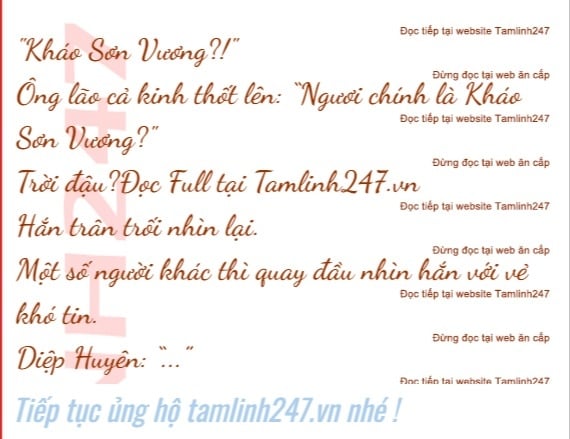 Đọc tiếp tại website Tamlinh247
"Kháo Sơn Vương?!"
Đừng đọc tại web ăn cắp
Ông lão cả kinh thốt lên: "Ngươi chính là Kháo
Đọc tiếp tại website Tamlinh247
Sơn Vương?"
Đừng đọc tại web ăn cắp
Trời đậu?Đọc Full tại Tamlinh247.vn
Đọc tiếp tại website Tamlinh247
Hắn trân trối nhìn lại.
Đừng đọc tại web ăn cắp
Một số người khác thì quay đầu nhìn hắn với vẻ
Đọc tiếp tại website Tamlinh247
khó tin.
Đừng đọc tại web ăn cắp
Diệp Huyên: "..."
Đọc tiếp tại website Tamlinh247
Tiếp tục ủng hộ tamlinh247.vn nhé !
NH247